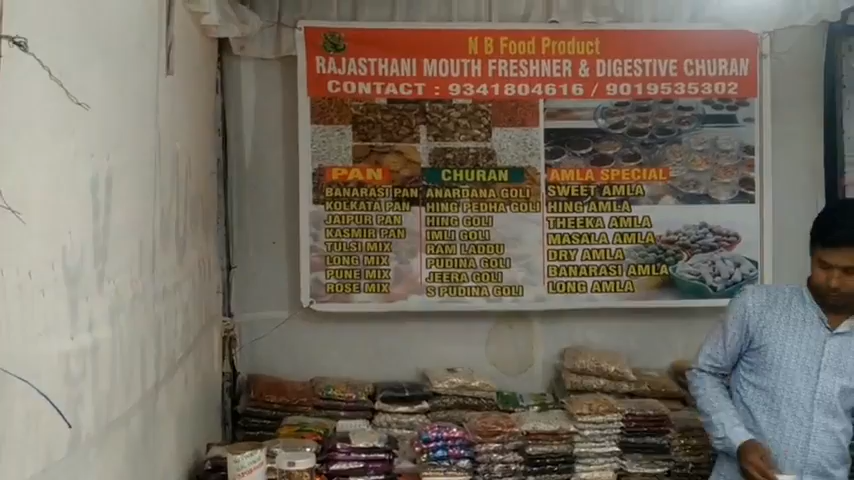 N B Food Product
RAJASTHANI MOUTH FRESHNER & DIGESTIVE CHURAN
CONTACT : 9341804616 / 9019535302
PAN
BANARASI PAN
KOLKATA PAN
JAIPUR PAN
KASMIR PAN
TULSI MIX
LONG MIX
PUNE MIX
ROSE MIX
CHURAN
ANARDANA GOLI
HING PEDHA GOLI
HING GOLI
IMLI GOLI
RAM LADDU
PUDINA GOLI
JEERA GOLI
S PUDINA GOLI
AMLA SPECIAL
SWEET AMLA
HING AMLA
THEEKA AMLA
MASALA AMLA
DRY AMLA
BANARASI AMLA
LONG AMLA